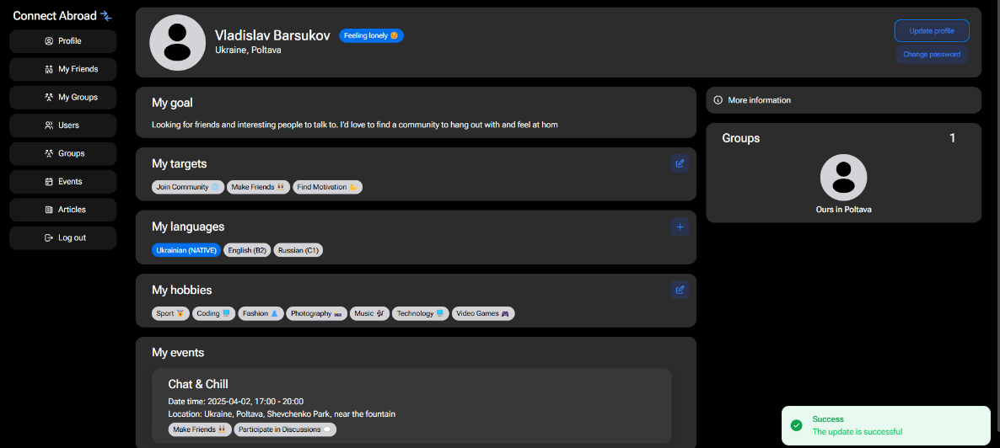 Connect Abroad
Profile
My Friends
My Groups
Users
Groups
Events
Articles
Log out
Vladislav Barsukov
Feeling lonely
Ukraine, Poltava
Update profile
Change password
My goal
Looking for friends and interesting people to talk to. I'd love to find a community to hang out with and feel at hom
My targets
Join Community Make Friends Find Motivation
My languages
Ukrainian (NATIVE) English (B2) Russian (C1)
My hobbies
Sport Coding Fashion Photography Music Technology Video Games
My events
Chat & Chill
Date time: 2025-04-02, 17:00 - 20:00
Location: Ukraine, Poltava, Shevchenko Park, near the fountain
Make Friends Participate in Discussions
More information
Groups 1
Ours in Poltava
Success
The update is successful